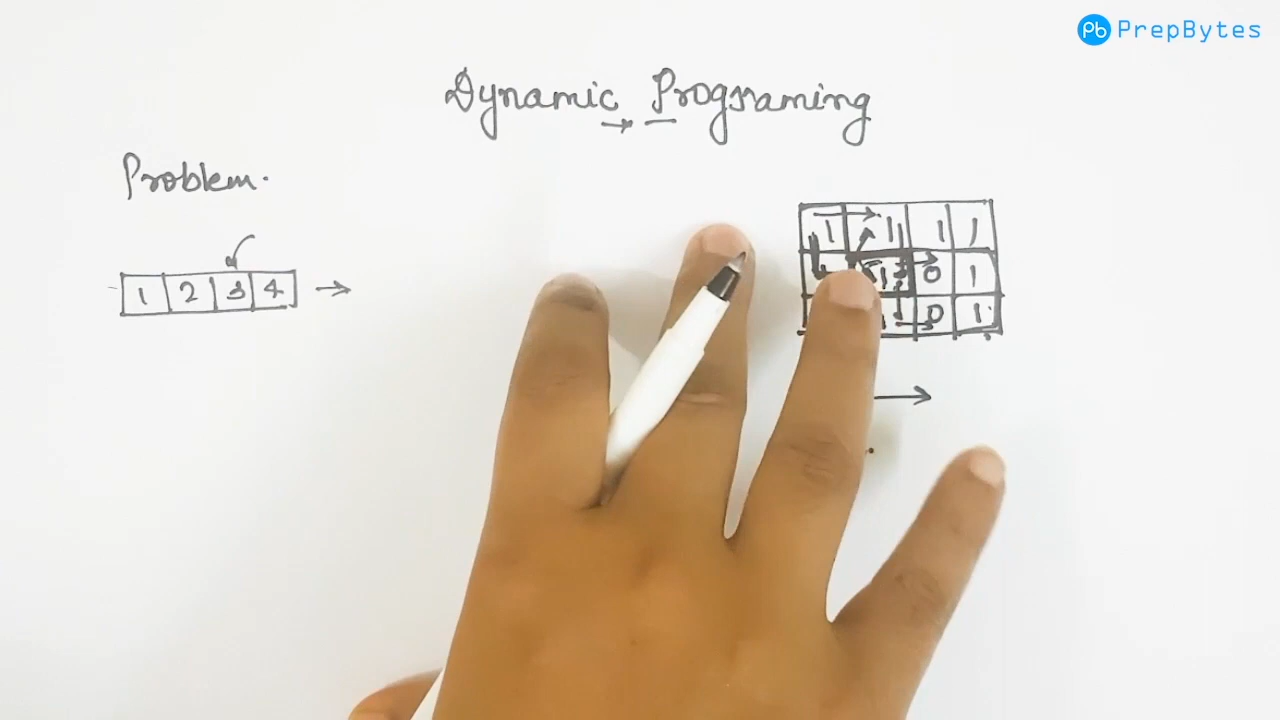 PrepBytes
Dynamic Programing
Problem.
1 2 3 4
1 1 1 1
0 1
0 1